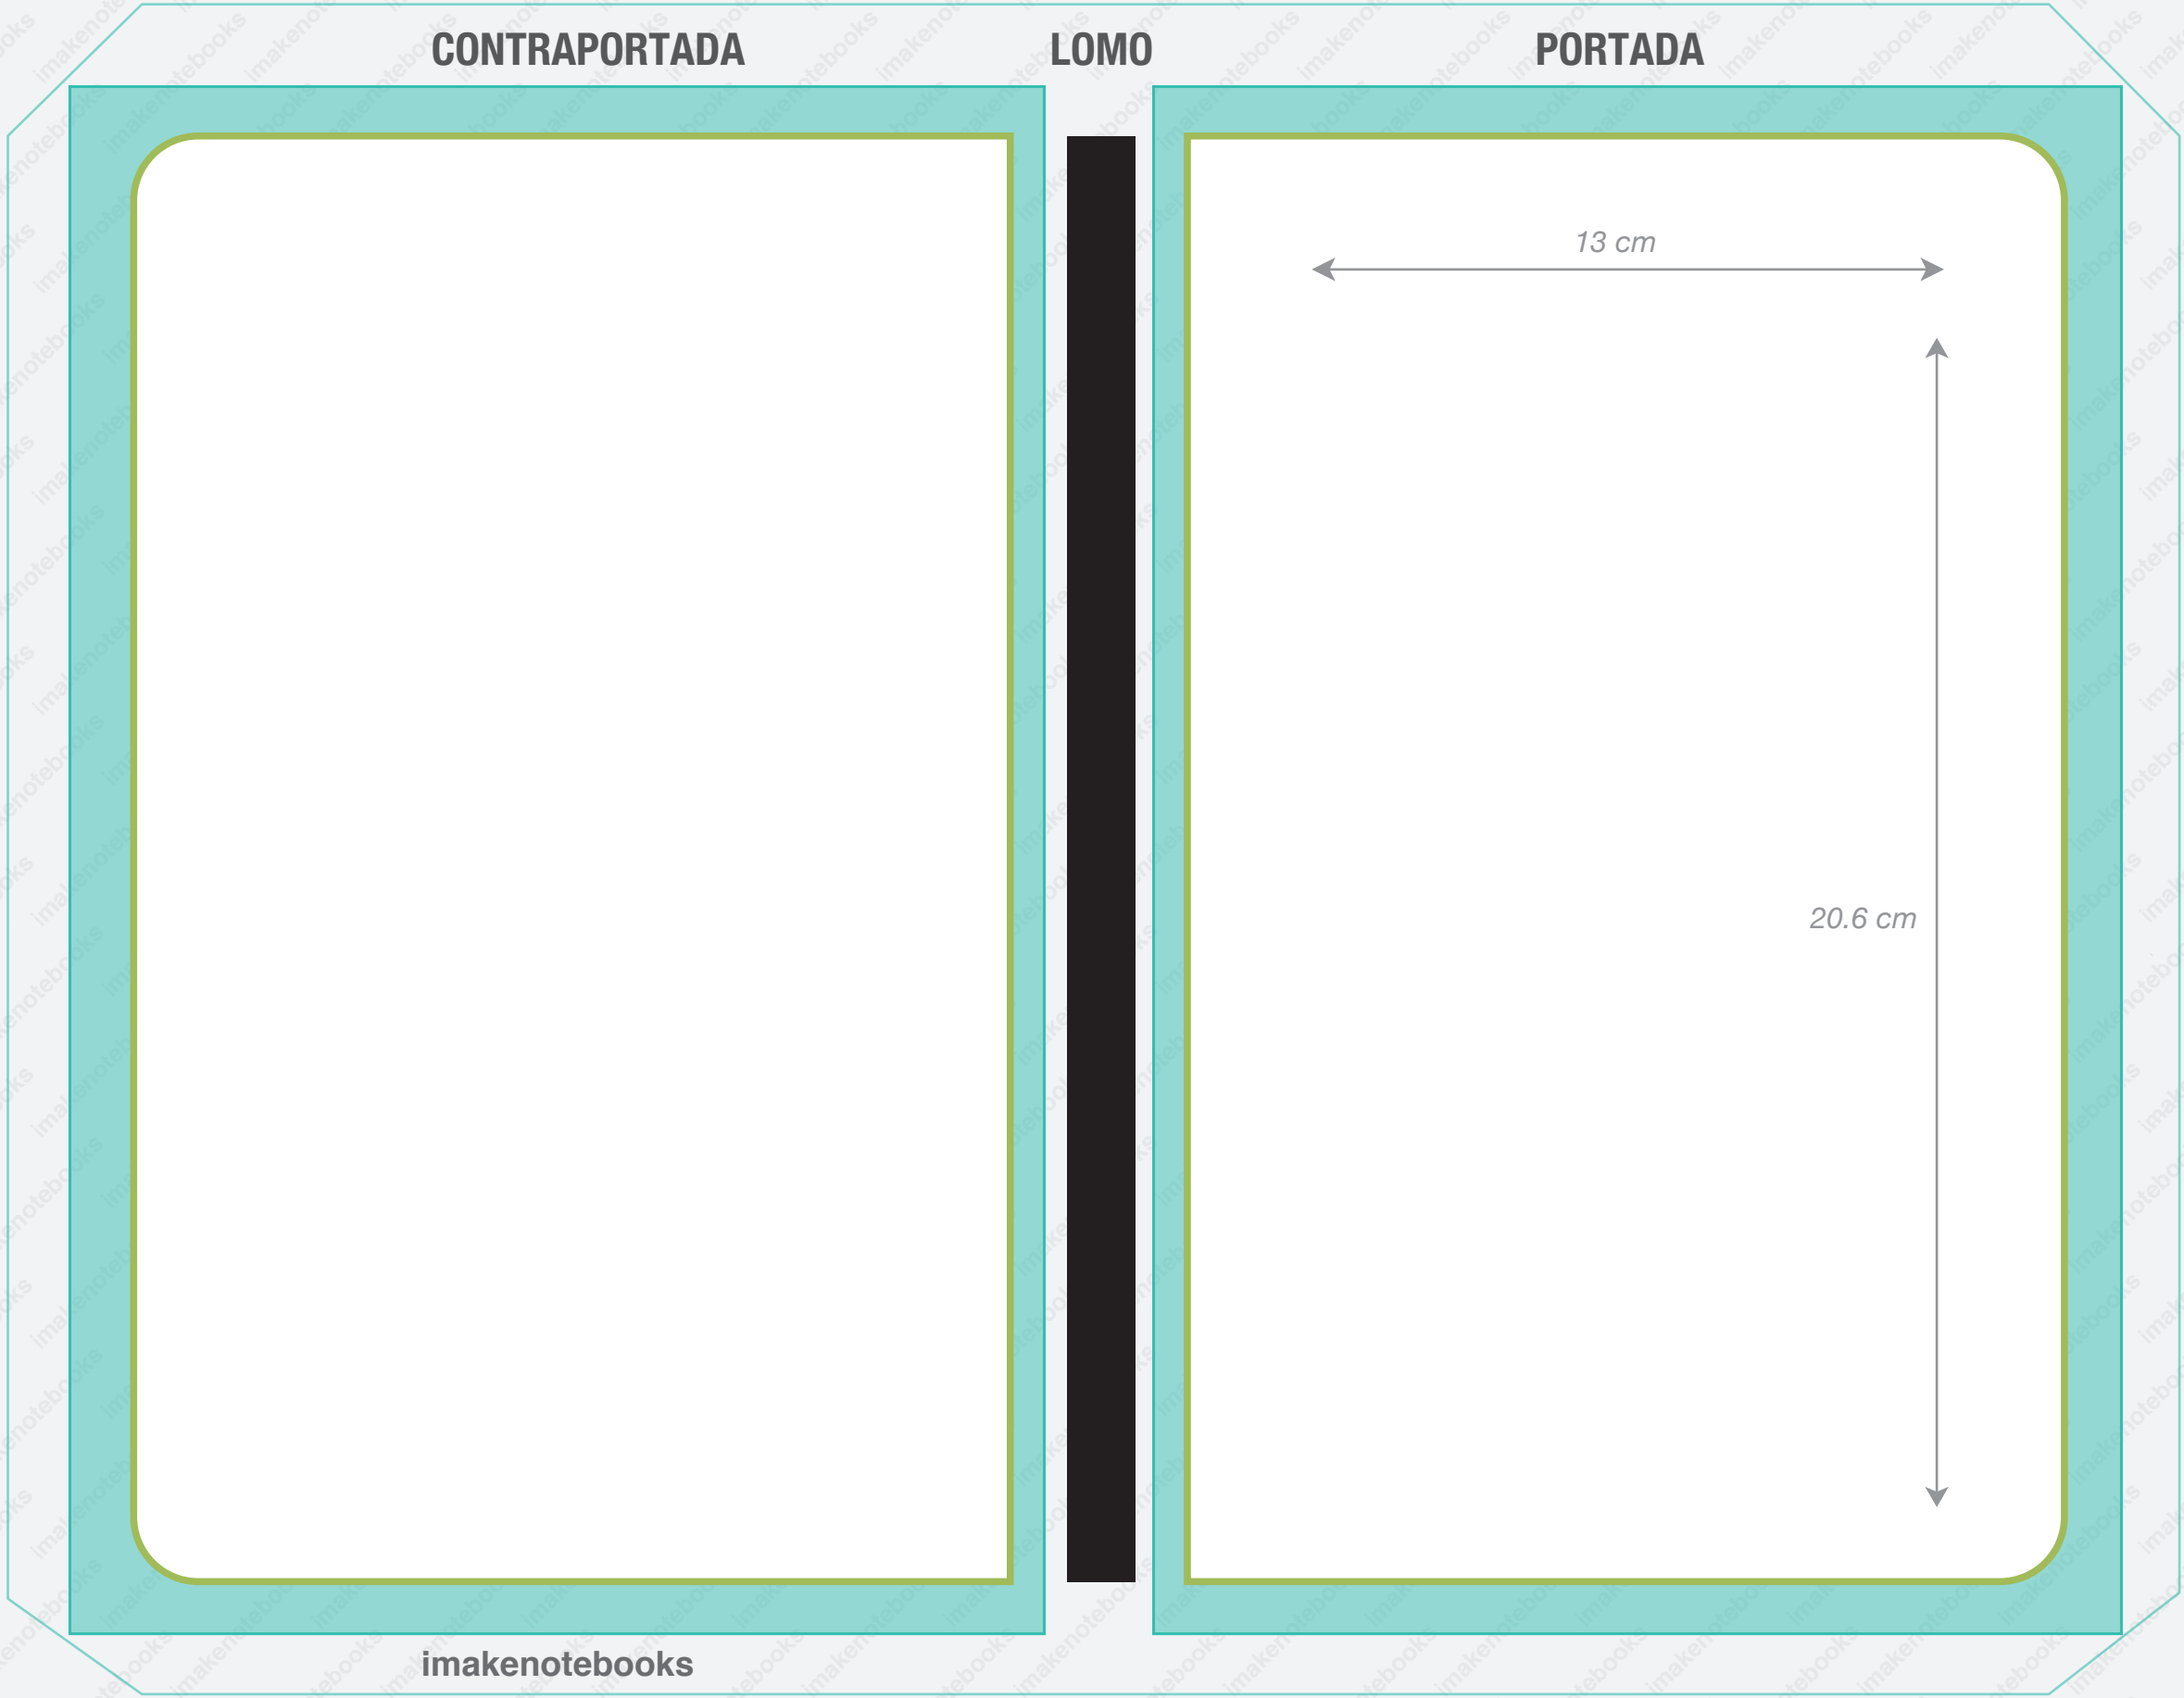 CONTRAPORTADA
LOMO
PORTADA
13 cm
20.6 cm
imakenotebooks